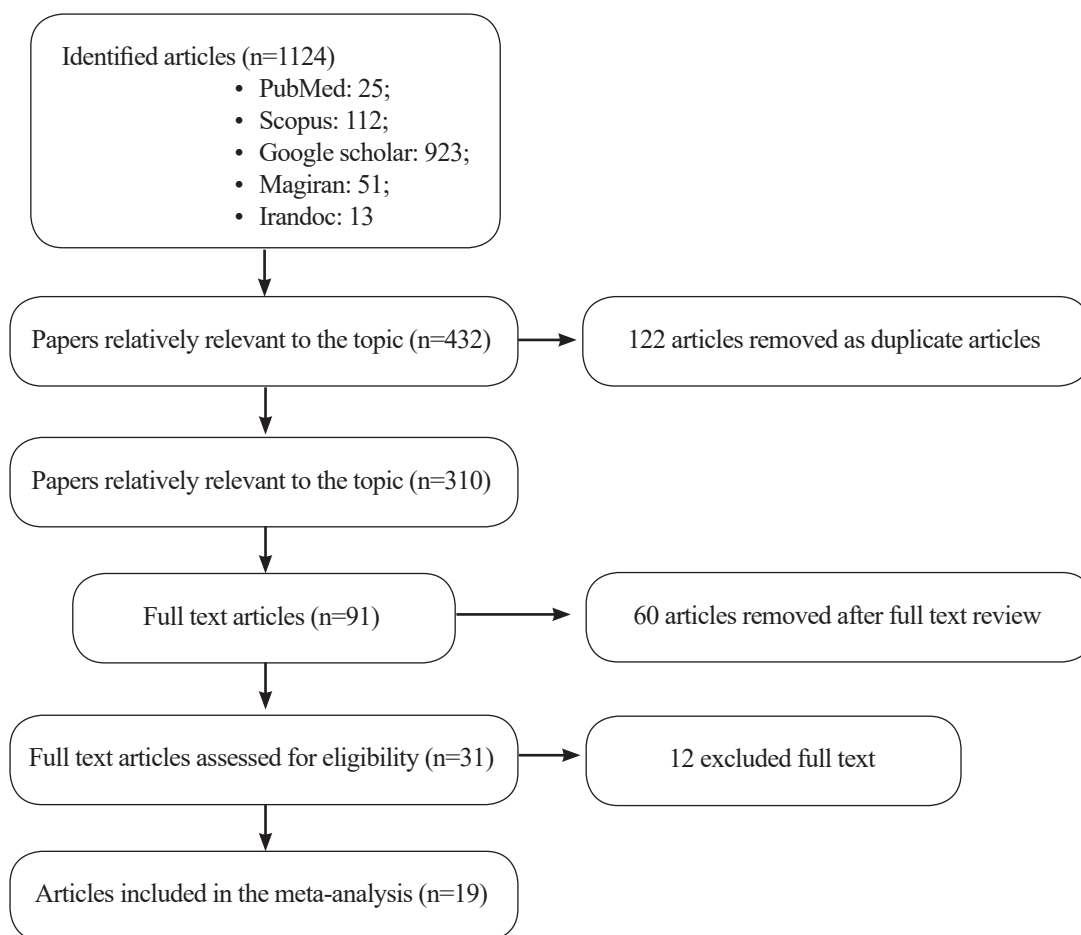 Identified articles (n=1124)
• PubMed: 25;
• Scopus: 112;
• Google scholar: 923;
• Magiran: 51;
• Irandoc: 13
Papers relatively relevant to the topic (n=432)
122 articles removed as duplicate articles
Papers relatively relevant to the topic (n=310)
Full text articles (n=91)
60 articles removed after full text review
Full text articles assessed for eligibility (n=31)
12 excluded full text
Articles included in the meta-analysis (n=19)